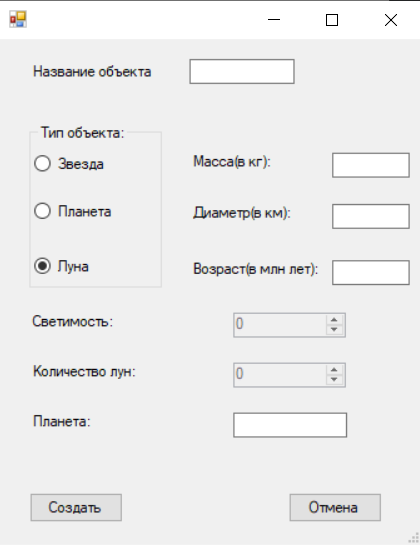 Название объекта
Тип объекта:
Звезда
Масса(в кг):
Планета
Диаметр(в км):
Луна
Возраст(в млн лет):
Светимость:
0
Количество лун:
0
Планета:
Создать
Отмена